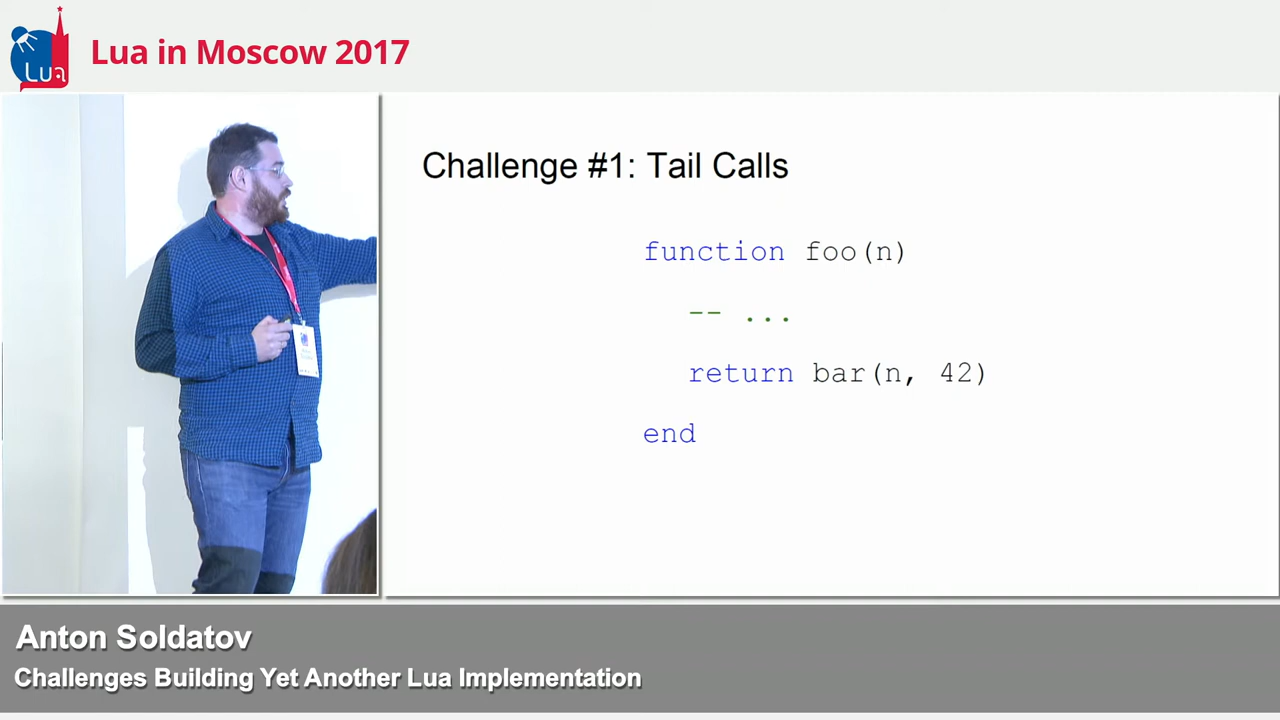 Lua
Lua in Moscow 2017
Challenge #1: Tail Calls
function foo(n)
-- ...
return bar(n, 42)
end
Anton Soldatov
Challenges Building Yet Another Lua Implementation